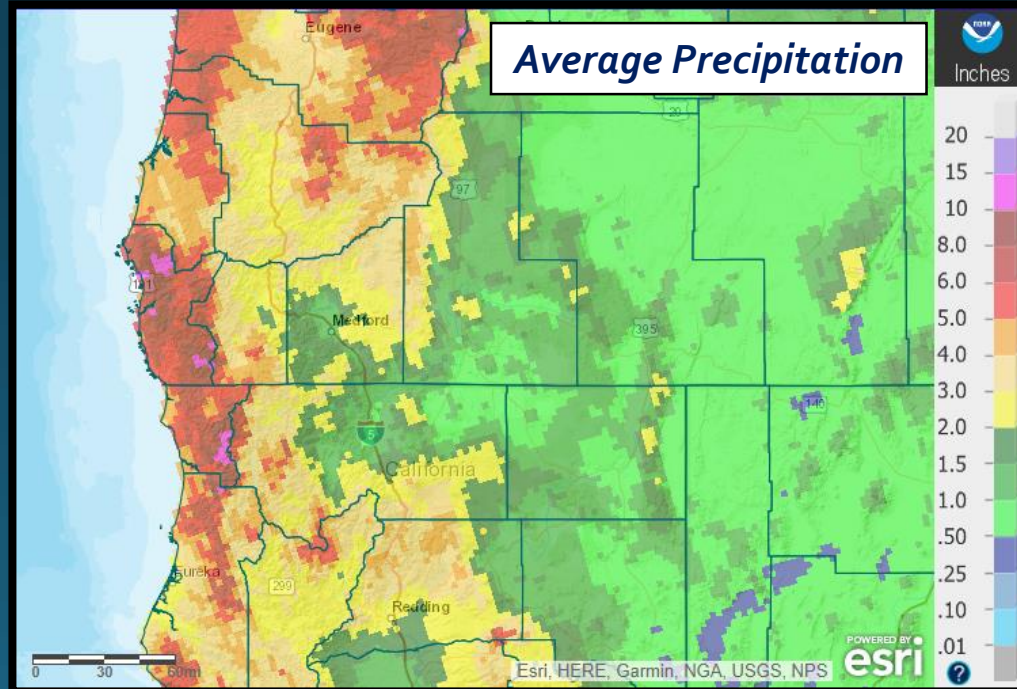 Average Precipitation
NOAA
Inches
20
15
10
8.0
6.0
5.0
4.0
3.0
2.0
1.5
1.0
.50
.25
.10
.01
?
Eugene
20
97
101
Medford
395
140
5
California
Eureka
299
Redding
0 30 60mi
Esri, HERE, Garmin, NGA, USGS, NPS
POWERED BY
esri